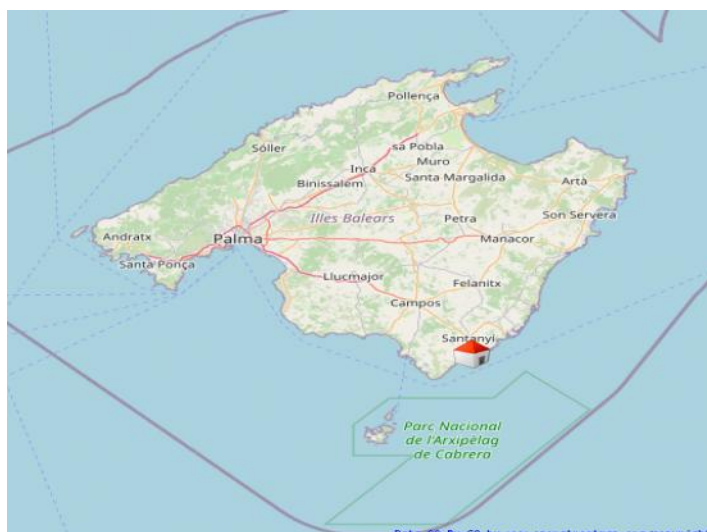 Pollença
sa Pobla
Sóller
Muro
Inca
Santa Margalida
Binissalem
Artà
Illes Balears
Petra
Son Servera
Andratx
Palma
Manacor
Santa Ponça
Llucmajor
Felanitx
Campos
Santanyí
Parc Nacional
de l'Arxipèlag
de Cabrera